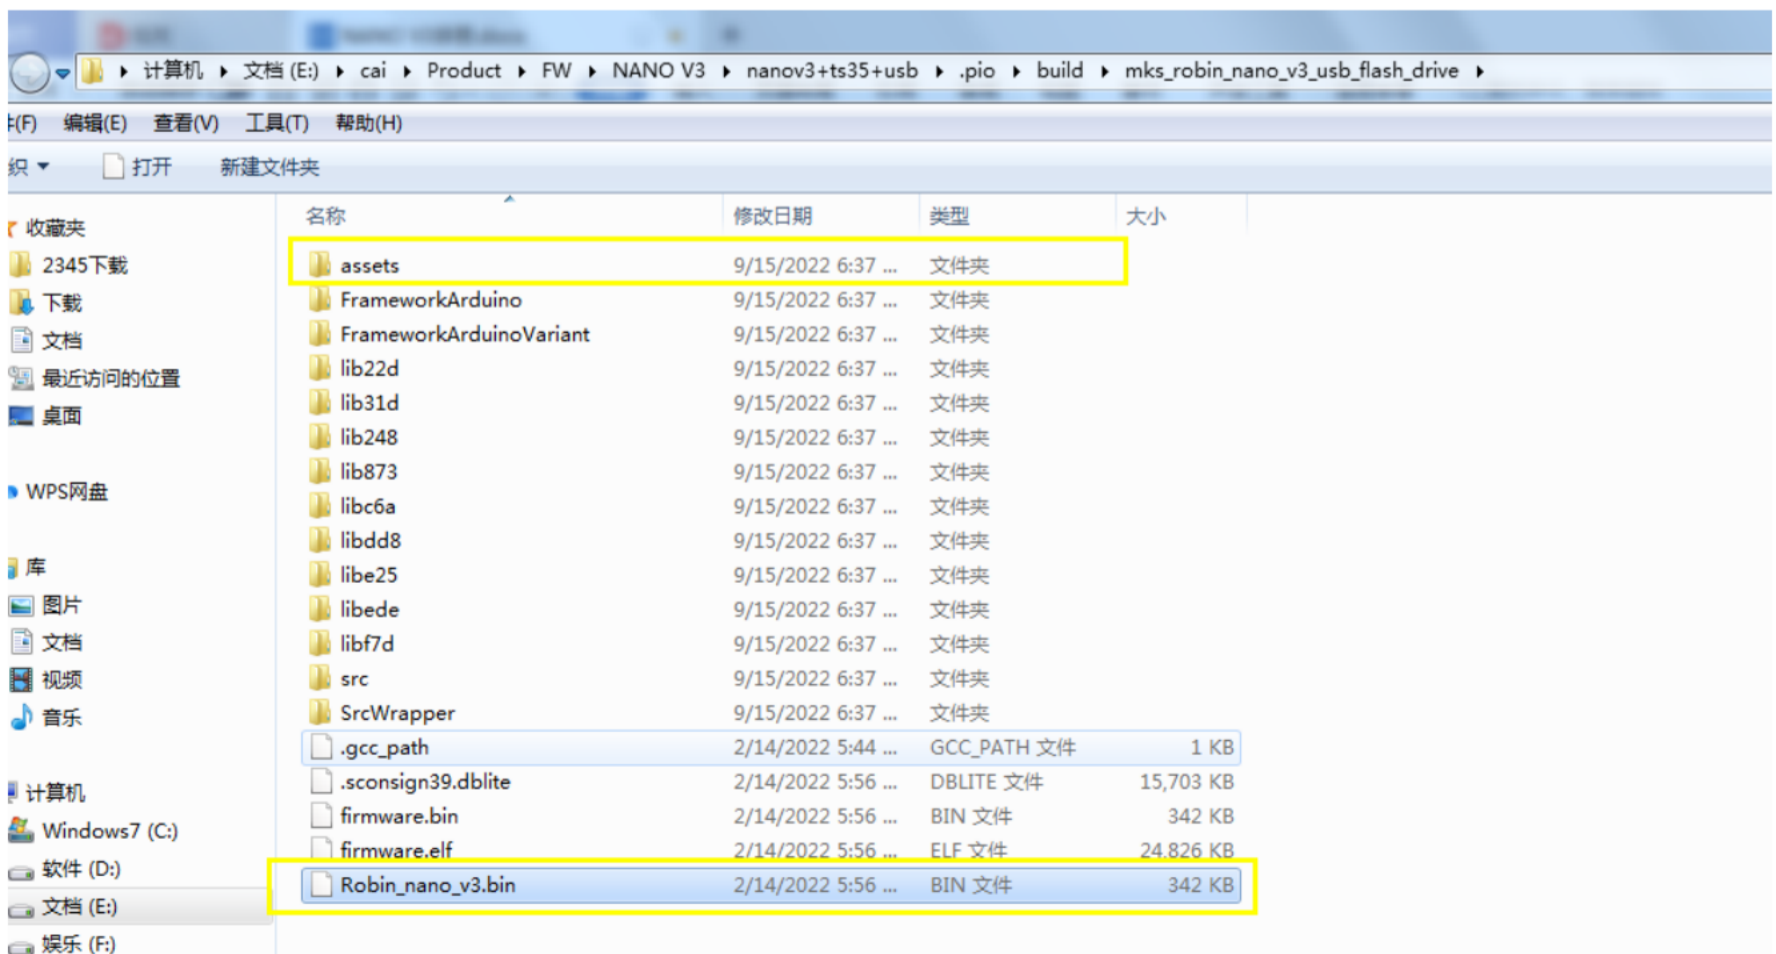 计算机 文档 (E:) cai Product FW NANO V3 nanov3+ts35+usb .pio build mks_robin_nano_v3_usb_flash_drive
(F) 编辑(E) 查看(V) 工具(T) 帮助(H)
织 打开 新建文件夹
名称 修改日期 类型 大小
收藏夹
2345下载
下载
文档
最近访问的位置
桌面
WPS网盘
库
图片
文档
视频
音乐
计算机
Windows7 (C:)
软件 (D:)
文档 (E:)
娱乐 (F:)
assets 9/15/2022 6:37 ... 文件夹
FrameworkArduino 9/15/2022 6:37 ... 文件夹
FrameworkArduinoVariant 9/15/2022 6:37 ... 文件夹
lib22d 9/15/2022 6:37 ... 文件夹
lib31d 9/15/2022 6:37 ... 文件夹
lib248 9/15/2022 6:37 ... 文件夹
lib873 9/15/2022 6:37 ... 文件夹
libc6a 9/15/2022 6:37 ... 文件夹
libdd8 9/15/2022 6:37 ... 文件夹
libe25 9/15/2022 6:37 ... 文件夹
libede 9/15/2022 6:37 ... 文件夹
libf7d 9/15/2022 6:37 ... 文件夹
src 9/15/2022 6:37 ... 文件夹
SrcWrapper 9/15/2022 6:37 ... 文件夹
.gcc_path 2/14/2022 5:44 ... GCC_PATH 文件 1 KB
.sconsign39.dblite 2/14/2022 5:56 ... DBLITE 文件 15,703 KB
firmware.bin 2/14/2022 5:56 ... BIN 文件 342 KB
firmware.elf 2/14/2022 5:56 ... ELF 文件 24,826 KB
Robin_nano_v3.bin 2/14/2022 5:56 ... BIN 文件 342 KB